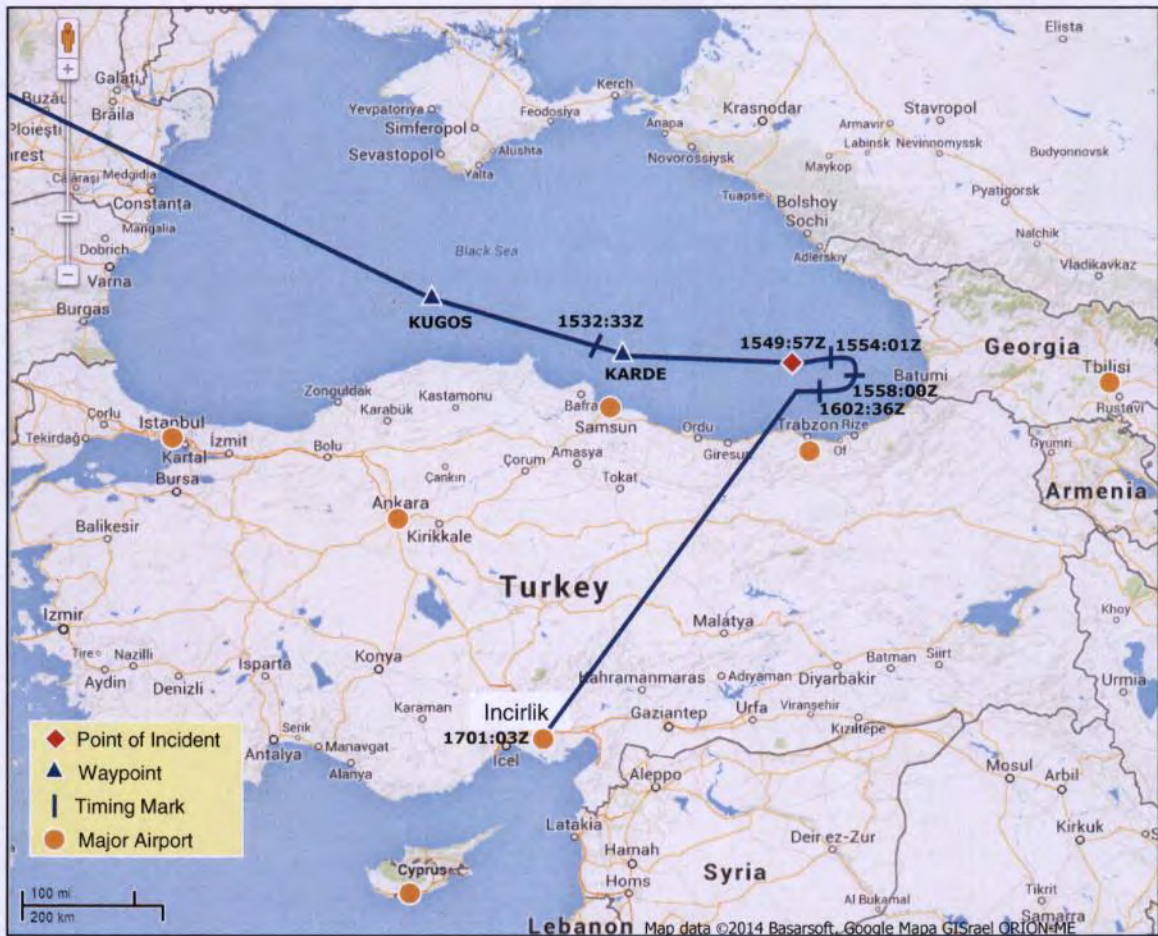 Elista
Galați
Buzău
Brăila
Kerch
Krasnodar
Stavropol
Yevpatoriya
Feodosiya
Ploiești
Simferopol
Anapa
Armavir
Labinsk
Nevinnomyssk
Budyonnovsk
Sevastopol
Alushta
Novorossiysk
Maykop
Yalta
Călărași
Medgidia
Constanța
Tuapse
Bolshoy
Sochi
Pyatigorsk
Mangalia
Dobrich
Black Sea
Adlerskiy
Nalchik
Vladikavkaz
Varna
Burgas
KUGOS
1532:33Z
1549:57Z
1554:01Z
Georgia
KARDE
Batumi
Tbilisi
1558:00Z
Zonguldak
Kastamonu
Bafra
1602:36Z
Rustavi
Karabük
Samsun
Çorlu
Istanbul
Ordu
Trabzon
Rize
Tekirdağ
Kartal
İzmit
Bolu
Giresun
Of
Gyumri
Çankırı
Çorum
Amasya
Bursa
Tokat
Armenia
Ankara
Balikesir
Kirikkale
Turkey
Izmir
Malatya
Khoy
Tire
Nazilli
Konya
Batman
Siirt
Aydin
Denizli
Isparta
Kahramanmaras
Adıyaman
Diyarbakir
Urmia
Karaman
Incirlik
Gaziantep
Urfa
Viranşehir
Kızıltepe
1701:03Z
Serik
Antalya
Manavgat
Icel
Alanya
Aleppo
Mosul
Arbil
Latakia
Deir ez-Zur
Kirkuk
Hamah
Cyprus
Syria
Homs
Tikrit
Al Bukamal
Samarra
Lebanon
Point of Incident
Waypoint
Timing Mark
Major Airport
100 mi
200 km
Map data ©2014 Basarsoft, Google Mapa GISrael ORION-ME